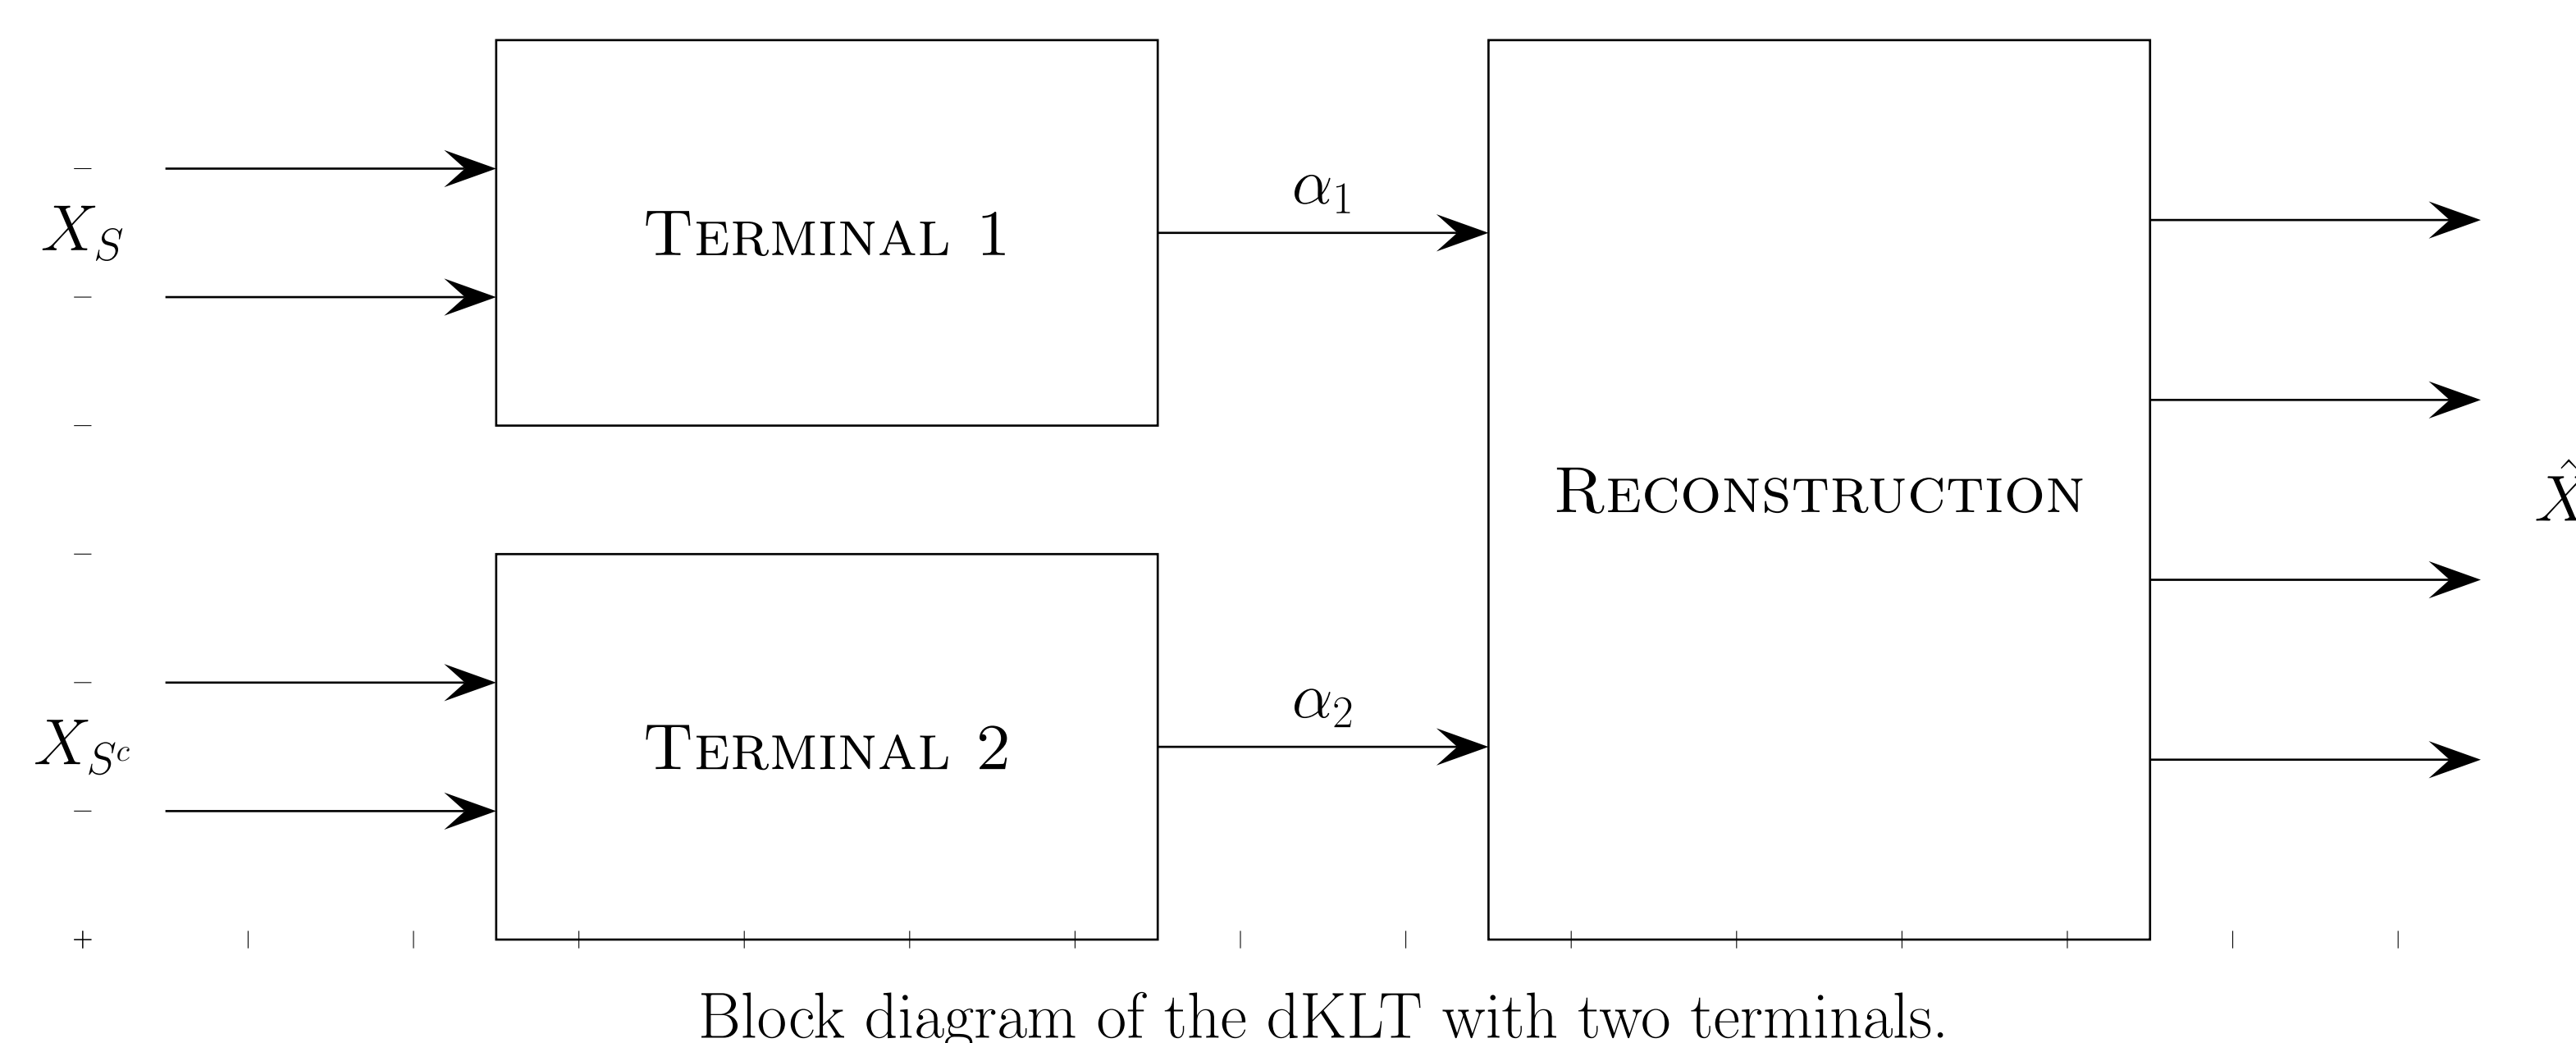 X_S
TERMINAL 1
α_1
RECONSTRUCTION
X̂
X_{S^c}
TERMINAL 2
α_2
Block diagram of the dKLT with two terminals.